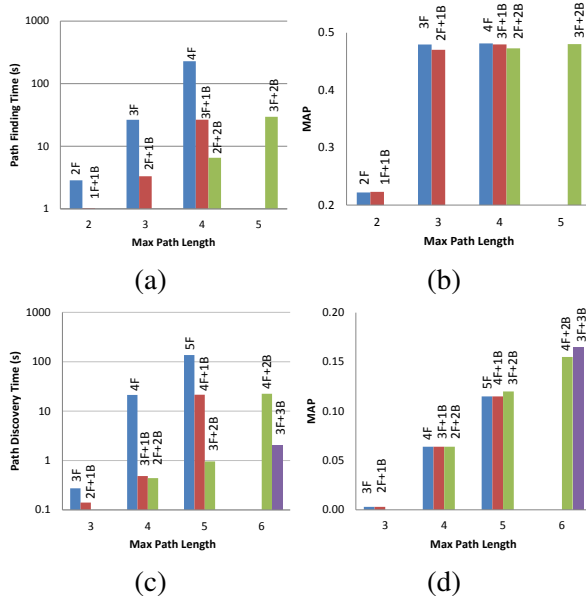 1000
100
10
1
Path Finding Time (s)
2F
1F+1B
3F
2F+1B
4F
3F+1B
2F+2B
3F+2B
2 3 4 5
Max Path Length
(a)
0.5
0.4
0.3
0.2
MAP
2F
1F+1B
3F
2F+1B
4F
3F+1B
2F+2B
3F+2B
2 3 4 5
Max Path Length
(b)
1000
100
10
1
0.1
Path Discovery Time (s)
3F
2F+1B
4F
3F+1B
2F+2B
5F
4F+1B
3F+2B
4F+2B
3F+3B
3 4 5 6
Max Path Length
(c)
0.20
0.15
0.10
0.05
0.00
MAP
3F
2F+1B
4F
3F+1B
2F+2B
5F
4F+1B
3F+2B
4F+2B
3F+3B
3 4 5 6
Max Path Length
(d)